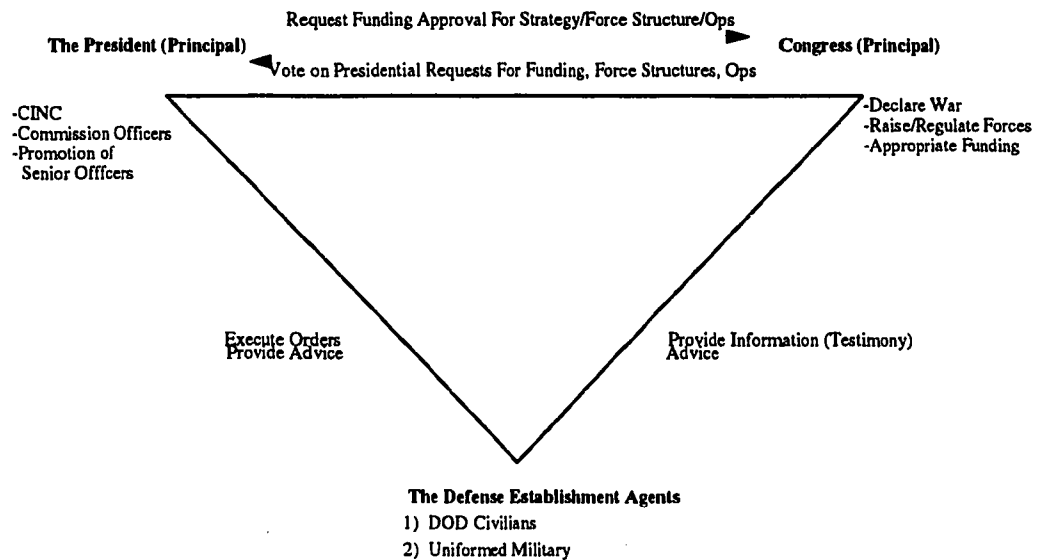 Request Funding Approval For Strategy/Force Structure/Ops
The President (Principal)
Congress (Principal)
Vote on Presidential Requests For Funding, Force Structures, Ops
-CINC
-Commission Officers
-Promotion of
Senior Offfcers
-Declare War
-Raise/Regulate Forces
-Appropriate Funding
Execute Orders
Provide Advice
Provide Information (Testimony)
Advice
The Defense Establishment Agents
1) DOD Civilians
2) Uniformed Military